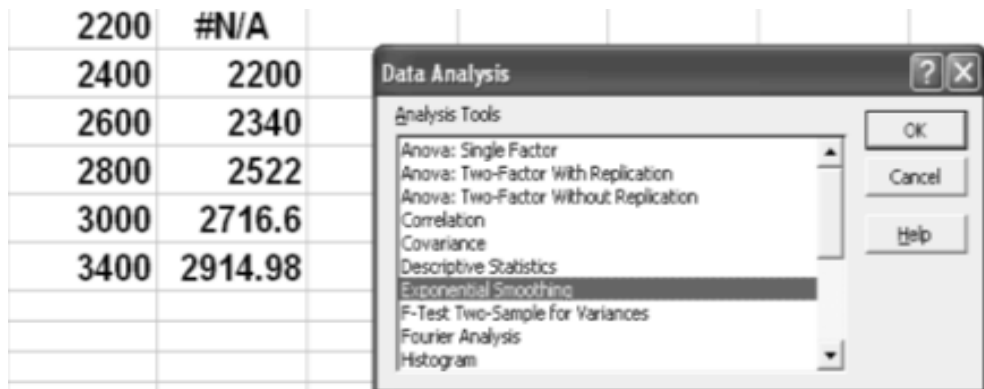 2200 #N/A
2400 2200
2600 2340
2800 2522
3000 2716.6
3400 2914.98
Data Analysis
Analysis Tools
Anova: Single Factor
Anova: Two-Factor With Replication
Anova: Two-Factor Without Replication
Correlation
Covariance
Descriptive Statistics
Exponential Smoothing
F-Test Two-Sample for Variances
Fourier Analysis
Histogram
OK
Cancel
Help